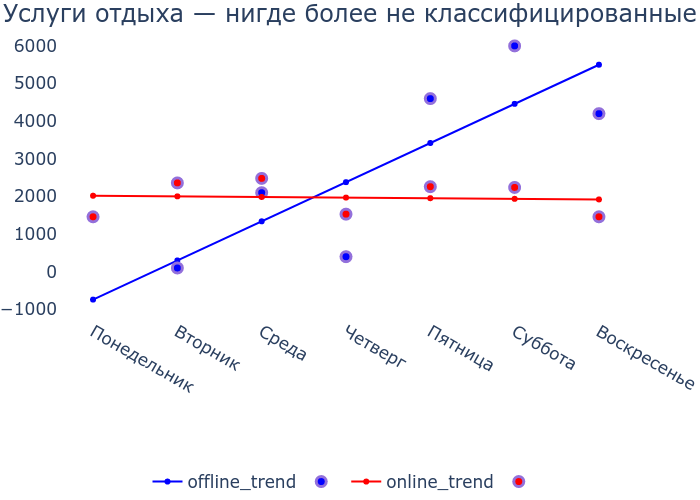 Услуги отдыха — нигде более не классифицированные
6000
5000
4000
3000
2000
1000
0
−1000
Понедельник
Вторник
Среда
Четверг
Пятница
Суббота
Воскресенье
offline_trend
online_trend